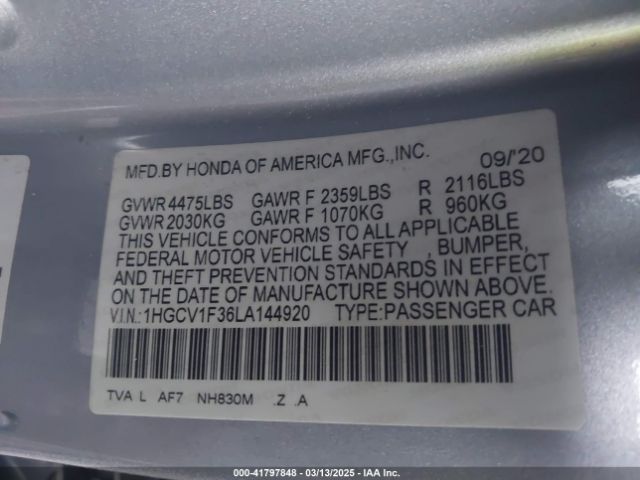 MFD.BY HONDA OF AMERICA MFG.,INC. 09/'20
GVWR 4475LBS GAWR F 2359LBS R 2116LBS
GVWR 2030KG GAWR F 1070KG R 960KG
THIS VEHICLE CONFORMS TO ALL APPLICABLE
FEDERAL MOTOR VEHICLE SAFETY , BUMPER,
AND THEFT PREVENTION STANDARDS IN EFFECT
ON THE DATE OF MANUFACTURE SHOWN ABOVE.
V.I.N.:1HGCV1F36LA144920 TYPE:PASSENGER CAR
TVA L AF7 NH830M .Z .A
000-41797848 — 03/13/2025 — IAA Inc.